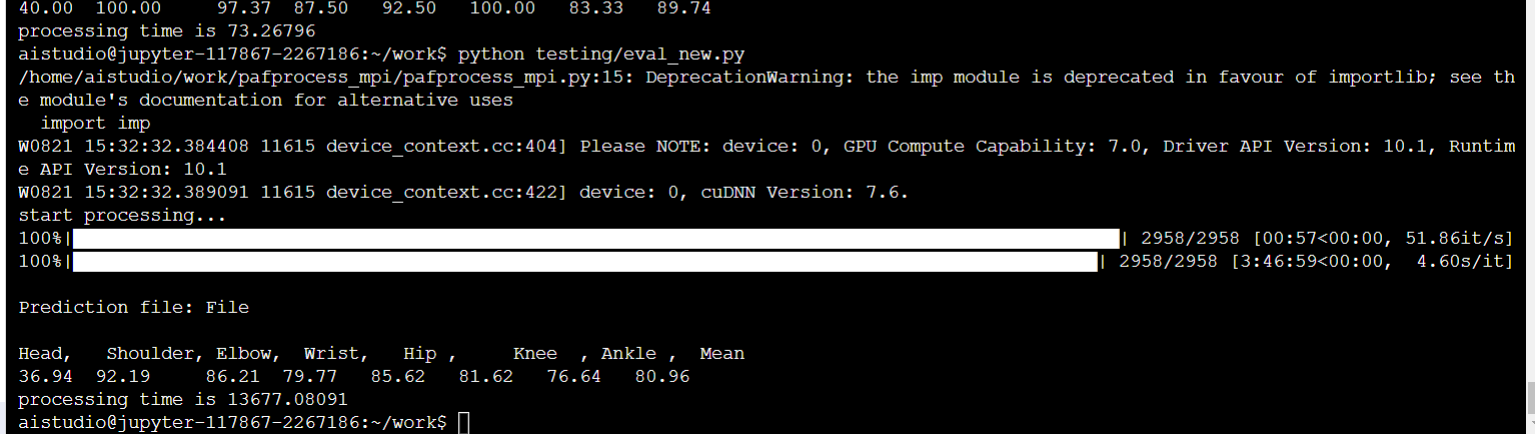 40.00 100.00 97.37 87.50 92.50 100.00 83.33 89.74
processing time is 73.26796
aistudio@jupyter-117867-2267186:~/work$ python testing/eval_new.py
/home/aistudio/work/pafprocess_mpi/pafprocess_mpi.py:15: DeprecationWarning: the imp module is deprecated in favour of importlib; see th
e module's documentation for alternative uses
import imp
W0821 15:32:32.384408 11615 device_context.cc:404] Please NOTE: device: 0, GPU Compute Capability: 7.0, Driver API Version: 10.1, Runtim
e API Version: 10.1
W0821 15:32:32.389091 11615 device_context.cc:422] device: 0, cuDNN Version: 7.6.
start processing...
100%| | 2958/2958 [00:57<00:00, 51.86it/s]
100%| | 2958/2958 [3:46:59<00:00, 4.60s/it]
Prediction file: File
Head, Shoulder, Elbow, Wrist, Hip , Knee , Ankle , Mean
36.94 92.19 86.21 79.77 85.62 81.62 76.64 80.96
processing time is 13677.08091
aistudio@jupyter-117867-2267186:~/work$